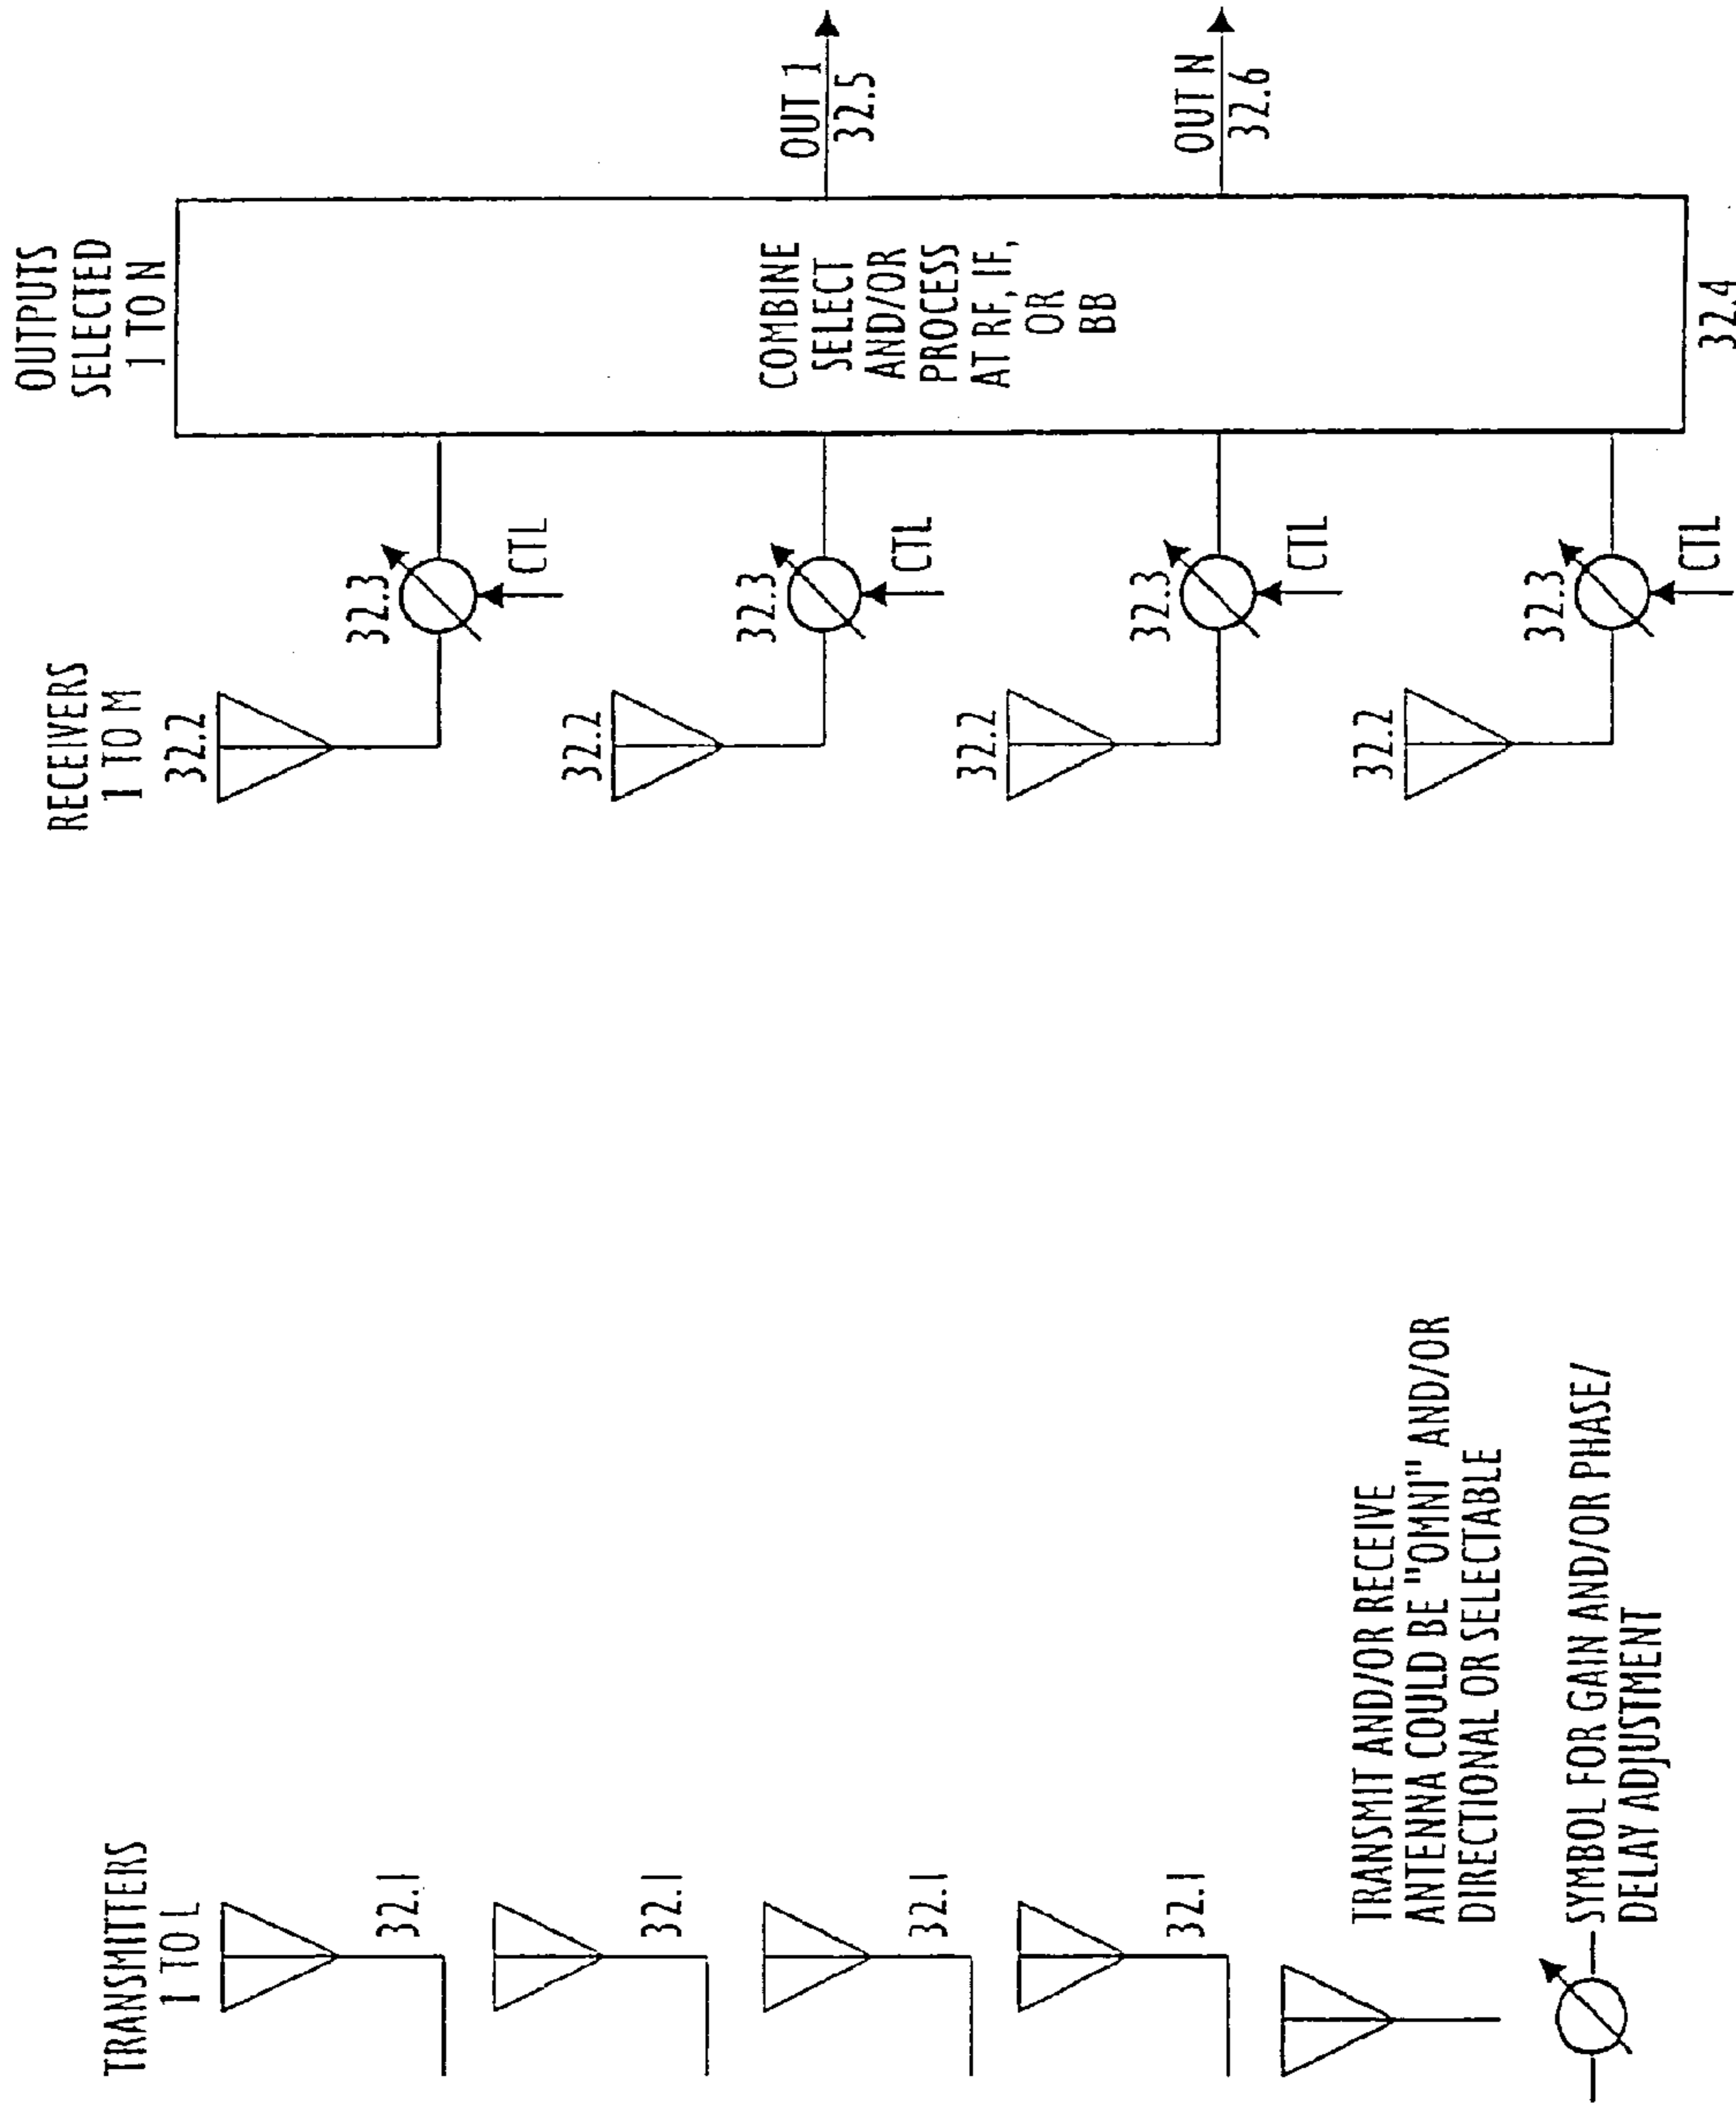 TRANSMITTERS
1 TO L
32.1
32.1
32.1
32.1
TRANSMIT AND/OR RECEIVE
ANTENNA COULD BE "OMNI" AND/OR
DIRECTIONAL OR SELECTABLE
SYMBOL FOR GAIN AND/OR PHASE/
DELAY ADJUSTMENT
RECEIVERS
1 TO M
32.2
32.3
CTL
32.2
32.3
CTL
32.2
32.3
CTL
32.2
32.3
CTL
OUTPUTS
SELECTED
1 TO N
COMBINE
SELECT
AND/OR
PROCESS
AT RF, IF,
OR
BB
32.4
OUT 1
32.5
OUT N
32.6